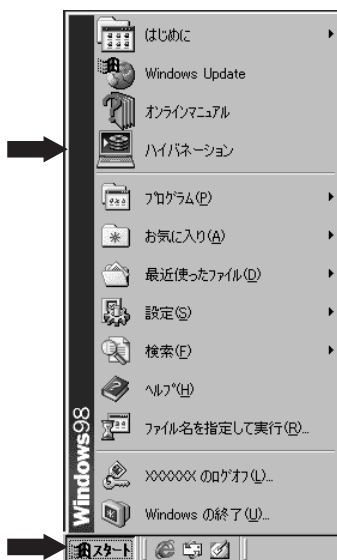 はじめに
Windows Update
オンラインマニュアル
ハイバネーション
プログラム(P)
お気に入り(A)
最近使ったファイル(D)
設定(S)
検索(F)
ヘルプ(H)
ファイル名を指定して実行(R)...
XXXXXXX のログオフ(L)...
Windows の終了(U)...
Windows98
スタート